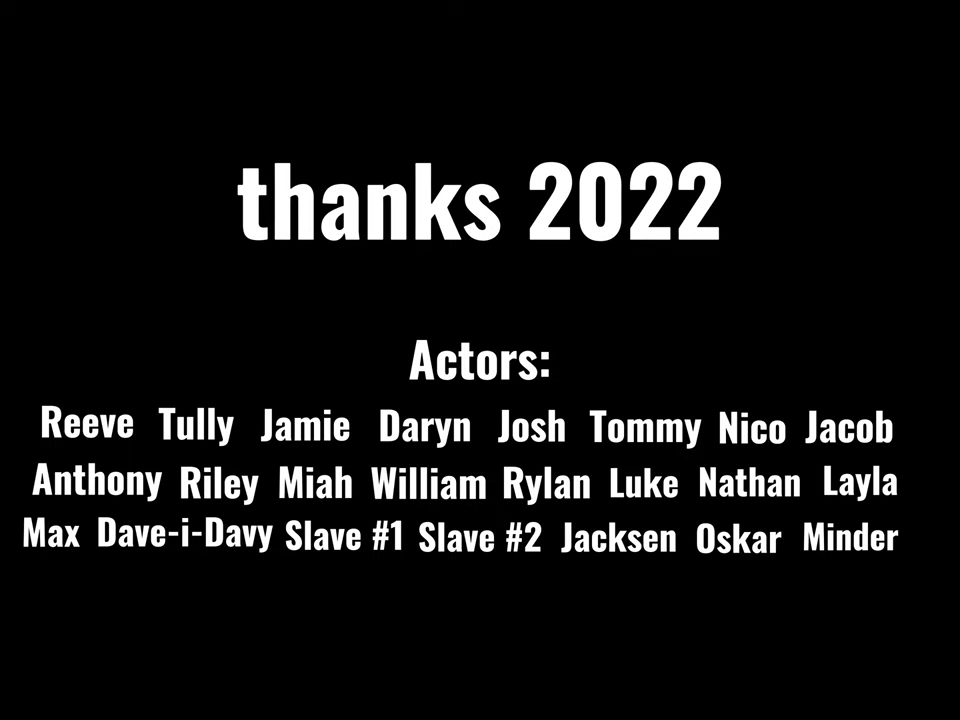 thanks 2022
Actors:
Reeve Tully Jamie Daryn Josh Tommy Nico Jacob
Anthony Riley Miah William Rylan Luke Nathan Layla
Max Dave-i-Davy Slave #1 Slave #2 Jacksen Oskar Minder